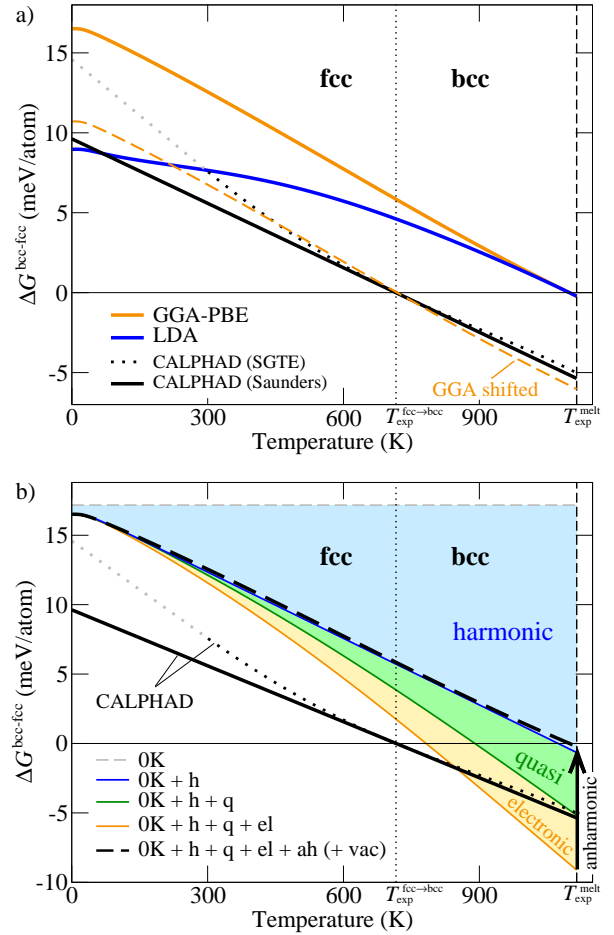 a)
15
10
5
0
-5
ΔG^bcc-fcc (meV/atom)
fcc bcc
GGA-PBE
LDA
CALPHAD (SGTE)
CALPHAD (Saunders)
GGA shifted
0 300 600 T_exp^fcc→bcc 900 T_exp^melt
Temperature (K)
b)
15
10
5
0
-5
-10
ΔG^bcc-fcc (meV/atom)
fcc bcc
harmonic
CALPHAD
quasi
electronic
anharmonic
0K
0K + h
0K + h + q
0K + h + q + el
0K + h + q + el + ah (+ vac)
0 300 600 T_exp^fcc→bcc 900 T_exp^melt
Temperature (K)